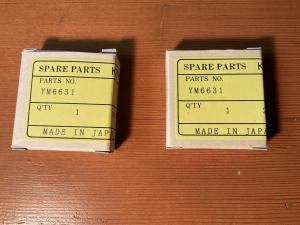 SPARE PARTS K
PARTS NO.
YM6631
Q'TY
1
MADE IN JAPA
SPARE PARTS
PARTS NO.
YM6631
Q'TY
1
MADE IN JAPA